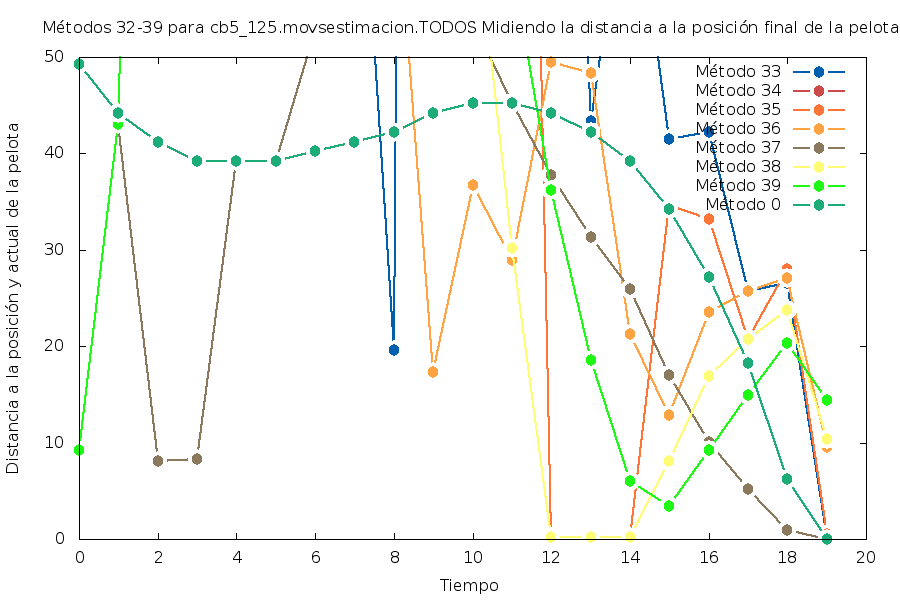 Métodos 32-39 para cb5_125.movsestimacion.TODOS Midiendo la distancia a la posición final de la pelota
50
40
30
20
10
0
Distancia a la posición y actual de la pelota
Método 33
Método 34
Método 35
Método 36
Método 37
Método 38
Método 39
Método 0
0 2 4 6 8 10 12 14 16 18 20
Tiempo